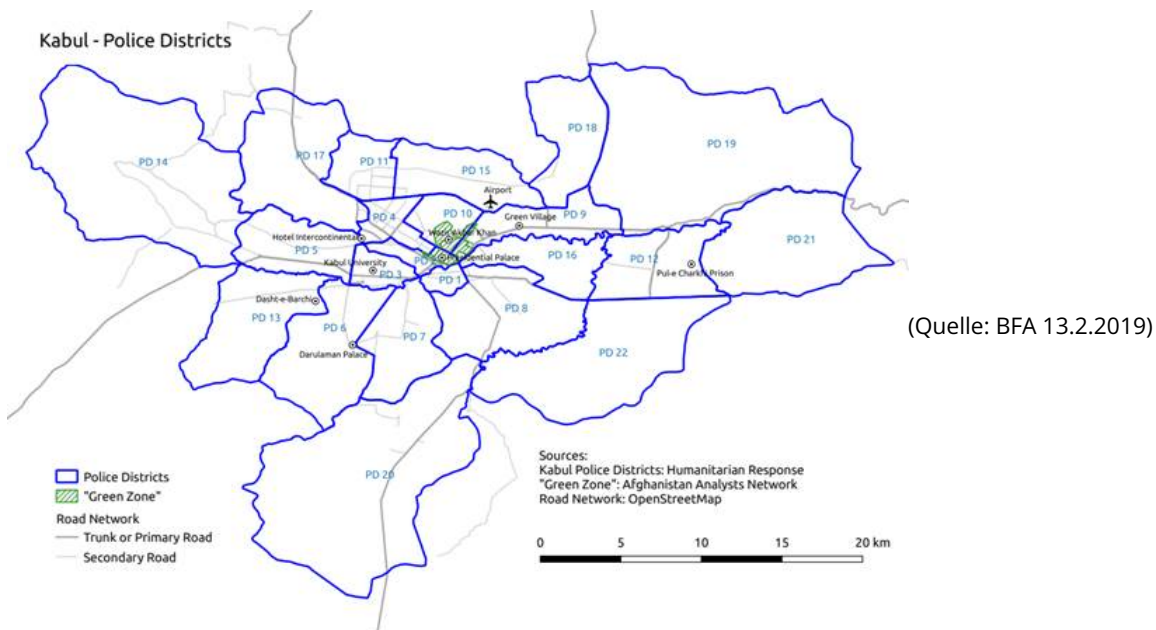 Kabul - Police Districts
PD 18
PD 19
PD 14
PD 17
PD 11
PD 15
Airport
PD 4
PD 10
PD 9
Green Village
Hotel Intercontinental
Wazir Akbar Khan
PD 21
PD 5
Kabul University
Presidential Palace
PD 16
PD 12
Pul-e Charkhi Prison
PD 3
PD 1
Dasht-e-Barchi
PD 13
PD 6
PD 7
PD 8
(Quelle: BFA 13.2.2019)
Darulaman Palace
PD 22
PD 20
Police Districts
"Green Zone"
Road Network
Trunk or Primary Road
Secondary Road
Sources:
Kabul Police Districts: Humanitarian Response
"Green Zone": Afghanistan Analysts Network
Road Network: OpenStreetMap
0 5 10 15 20 km